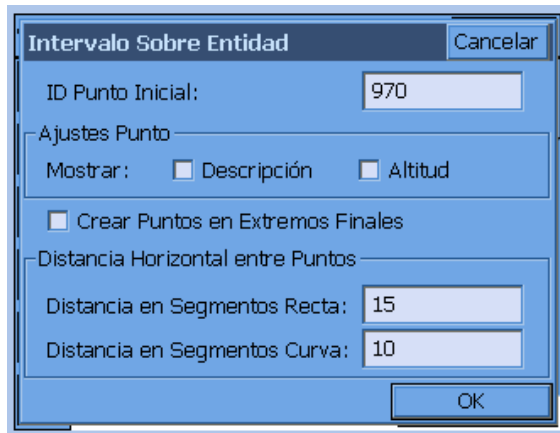 Intervalo Sobre Entidad Cancelar
ID Punto Inicial: 970
Ajustes Punto
Mostrar: Descripción Altitud
Crear Puntos en Extremos Finales
Distancia Horizontal entre Puntos
Distancia en Segmentos Recta: 15
Distancia en Segmentos Curva: 10
OK